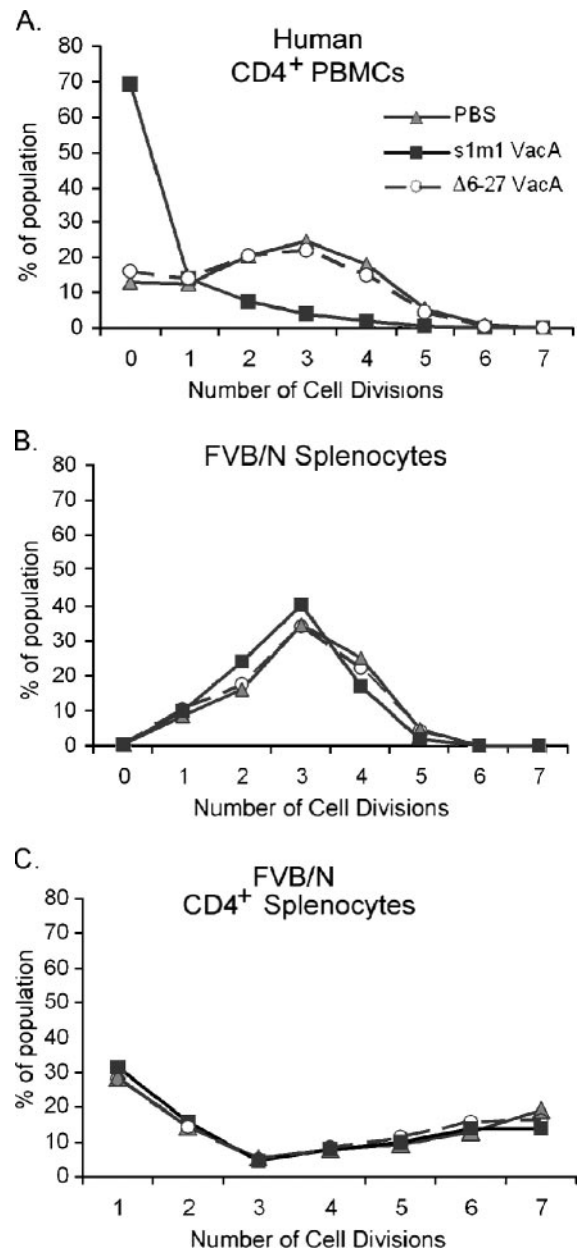 A.
Human
CD4+ PBMCs
PBS
s1m1 VacA
Δ6-27 VacA
% of population
80
70
60
50
40
30
20
10
0
0 1 2 3 4 5 6 7
Number of Cell Divisions
B.
FVB/N Splenocytes
% of population
80
70
60
50
40
30
20
10
0
0 1 2 3 4 5 6 7
Number of Cell Divisions
C.
FVB/N
CD4+ Splenocytes
% of population
80
70
60
50
40
30
20
10
0
1 2 3 4 5 6 7
Number of Cell Divisions